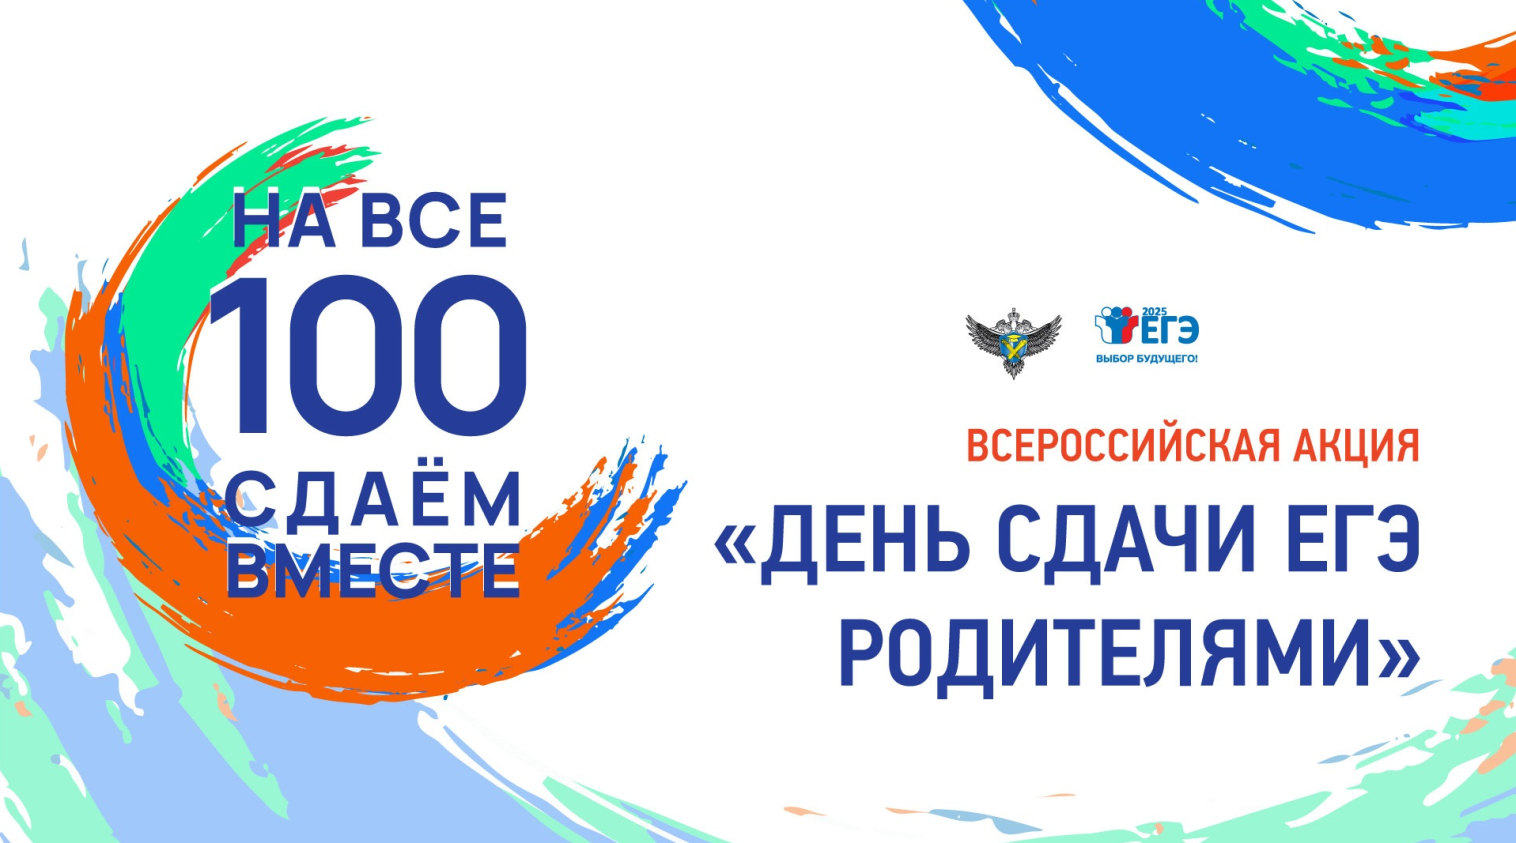 НА ВСЕ
100
СДАЁМ
ВМЕСТЕ
2025
ЕГЭ
ВЫБОР БУДУЩЕГО!
ВСЕРОССИЙСКАЯ АКЦИЯ
«ДЕНЬ СДАЧИ ЕГЭ
РОДИТЕЛЯМИ»